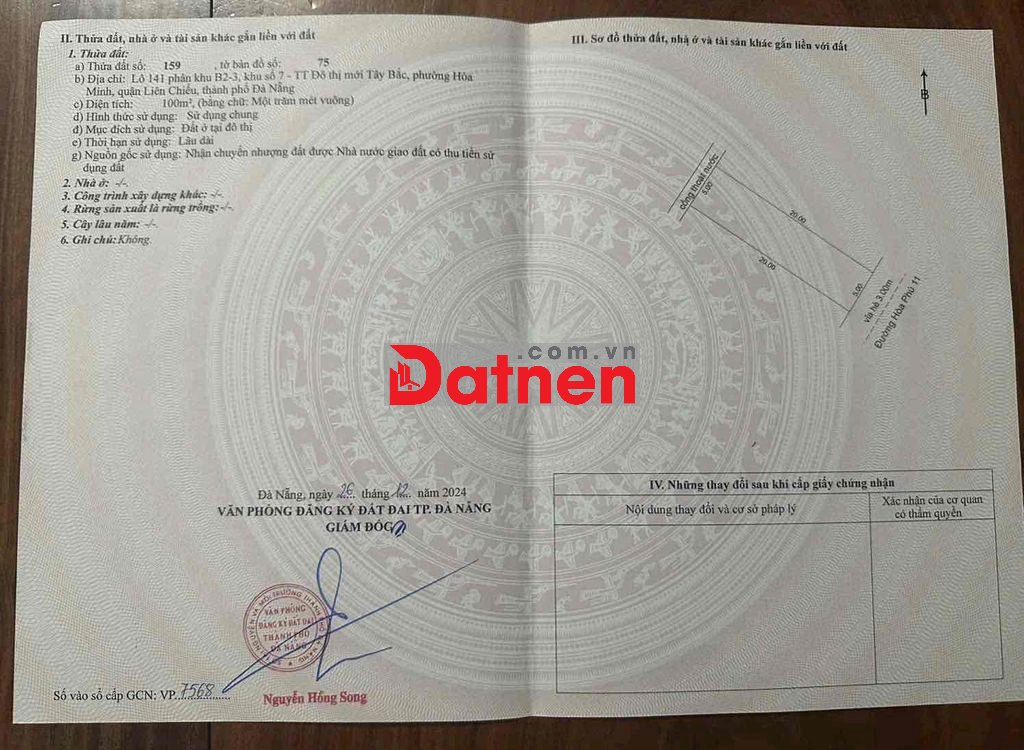 II. Thửa đất, nhà ở và tài sản khác gắn liền với đất
1. Thửa đất:
a) Thửa đất số: 159 , tờ bản đồ số: 75
b) Địa chỉ: Lô 141 phân khu B2-3, khu số 7 - TT Đô thị mới Tây Bắc, phường Hòa
Minh, quận Liên Chiểu, thành phố Đà Nẵng
c) Diện tích: 100m², (bằng chữ: Một trăm mét vuông)
d) Hình thức sử dụng: Sử dụng chung
đ) Mục đích sử dụng: Đất ở tại đô thị
e) Thời hạn sử dụng: Lâu dài
g) Nguồn gốc sử dụng: Nhận chuyển nhượng đất được Nhà nước giao đất có thu tiền sử
dụng đất
2. Nhà ở: -/-.
3. Công trình xây dựng khác: -/-.
4. Rừng sản xuất là rừng trồng: -/-.
5. Cây lâu năm: -/-.
6. Ghi chú: Không.
Đà Nẵng, ngày 26 tháng 12 năm 2024
VĂN PHÒNG ĐĂNG KÝ ĐẤT ĐAI TP. ĐÀ NẴNG
GIÁM ĐỐC
VĂN PHÒNG
ĐĂNG KÝ ĐẤT ĐAI
THÀNH PHỐ
ĐÀ NẴNG
Nguyễn Hồng Song
Số vào sổ cấp GCN: VP 7568
III. Sơ đồ thửa đất, nhà ở và tài sản khác gắn liền với đất
B
cống thoát nước
5.00
20.00
20.00
5.00
vỉa hè 3.00m
Đường Hòa Phú 11
.com.vn
Datnen
IV. Những thay đổi sau khi cấp giấy chứng nhận
Nội dung thay đổi và cơ sở pháp lý
Xác nhận của cơ quan
có thẩm quyền